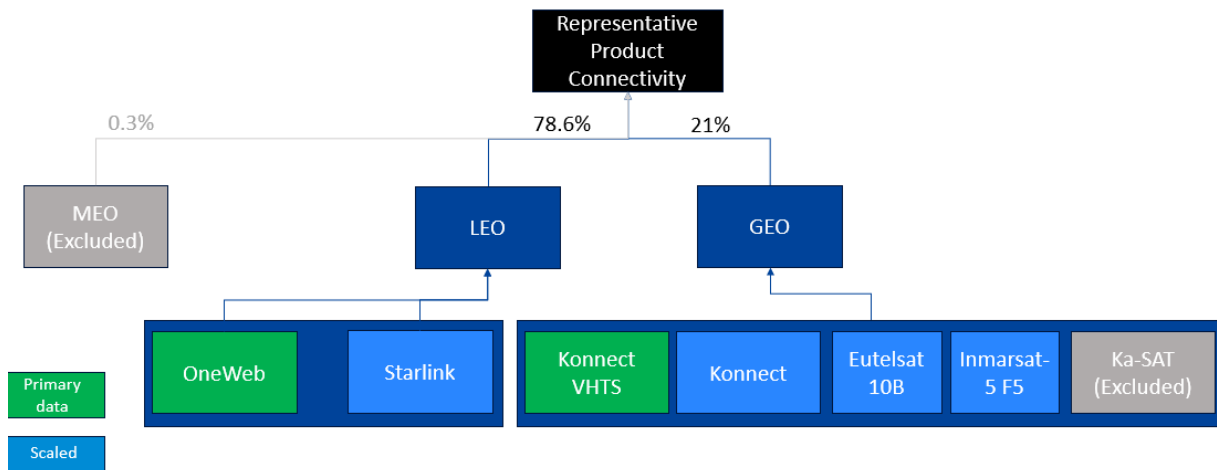 Representative
Product
Connectivity
0.3%
78.6%
21%
MEO
(Excluded)
LEO
GEO
OneWeb
Starlink
Konnect
VHTS
Konnect
Eutelsat
10B
Inmarsat-
5 F5
Ka-SAT
(Excluded)
Primary
data
Scaled